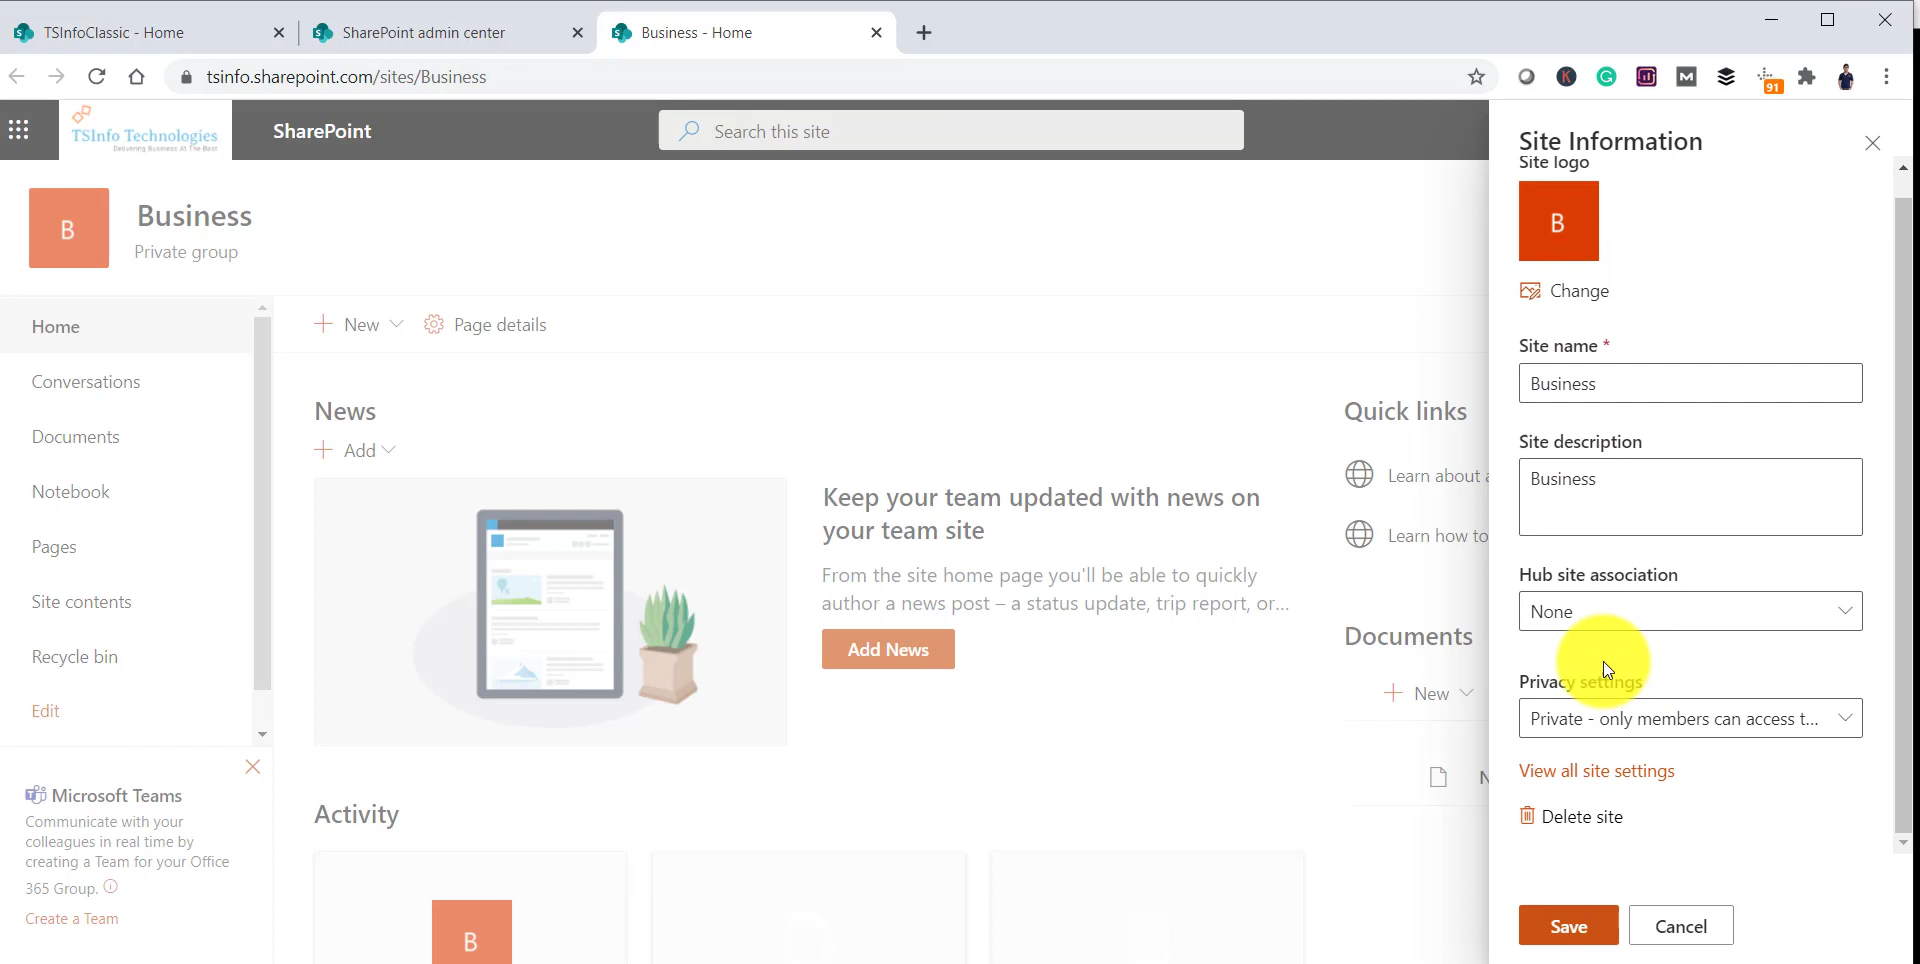 TSInfoClassic - Home
SharePoint admin center
Business - Home
tsinfo.sharepoint.com/sites/Business
K
M
91
TSInfo Technologies
Delivering Business At The Best
SharePoint
Search this site
B
Business
Private group
Home
Conversations
Documents
Notebook
Pages
Site contents
Recycle bin
Edit
Microsoft Teams
Communicate with your
colleagues in real time by
creating a Team for your Office
365 Group.
Create a Team
New
Page details
News
Add
Keep your team updated with news on
your team site
From the site home page you'll be able to quickly
author a news post – a status update, trip report, or...
Add News
Activity
B
Quick links
Learn about a
Learn how to
Documents
New
N
Site Information
Site logo
B
Change
Site name *
Business
Site description
Business
Hub site association
None
Privacy settings
Private - only members can access t...
View all site settings
Delete site
Save
Cancel